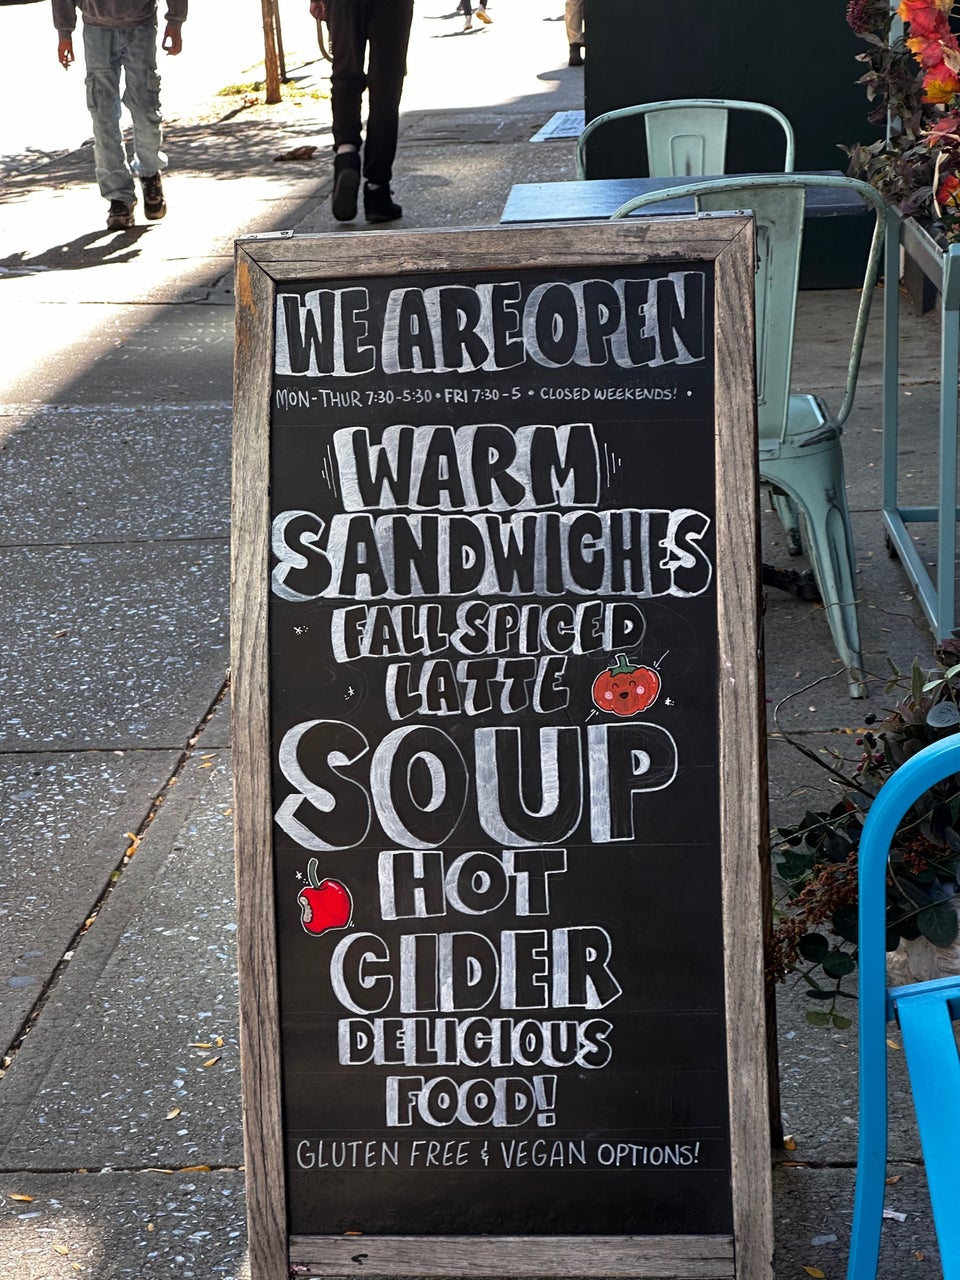 WE ARE OPEN
MON-THUR 7:30-5:30 • FRI 7:30-5 • CLOSED WEEKENDS! •
WARM
SANDWICHES
FALL SPICED
LATTE
SOUP
HOT
CIDER
DELICIOUS
FOOD!
GLUTEN FREE & VEGAN OPTIONS!